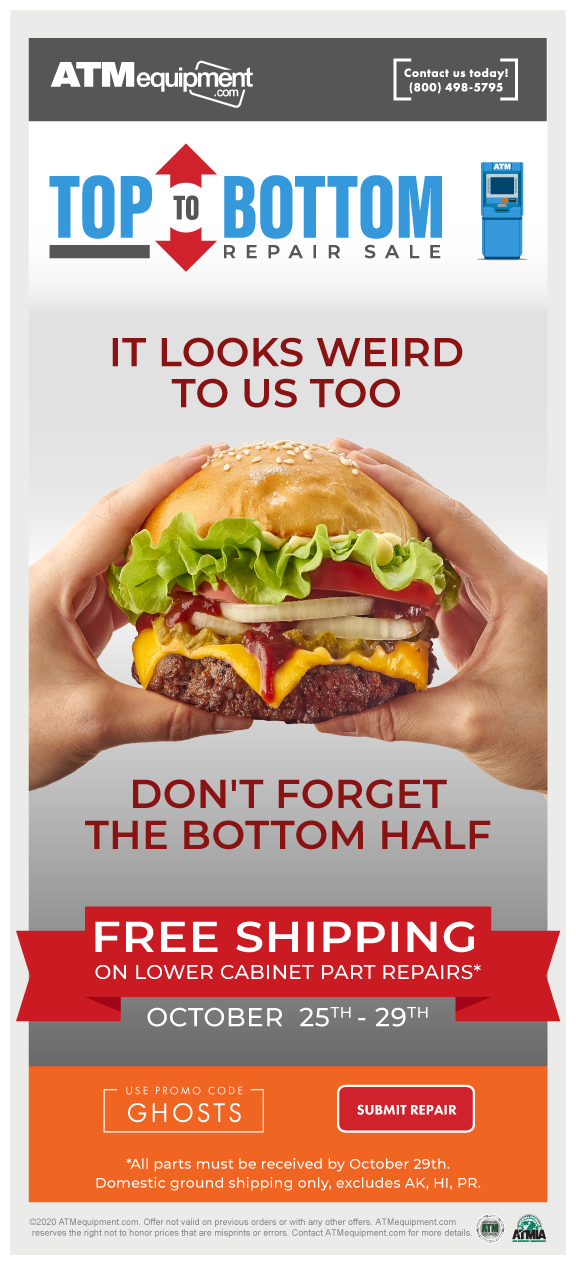 ATMequipment
.com
Contact us today!
(800) 498-5795
TOP TO BOTTOM
REPAIR SALE
ATM
IT LOOKS WEIRD
TO US TOO
DON'T FORGET
THE BOTTOM HALF
FREE SHIPPING
ON LOWER CABINET PART REPAIRS*
OCTOBER 25TH - 29TH
USE PROMO CODE
GHOSTS
SUBMIT REPAIR
*All parts must be received by October 29th.
Domestic ground shipping only, excludes AK, HI, PR.
©2020 ATMequipment.com. Offer not valid on previous orders or with any other offers. ATMequipment.com
reserves the right not to honor prices that are misprints or errors. Contact ATMequipment.com for more details.
ATM
ATMIA